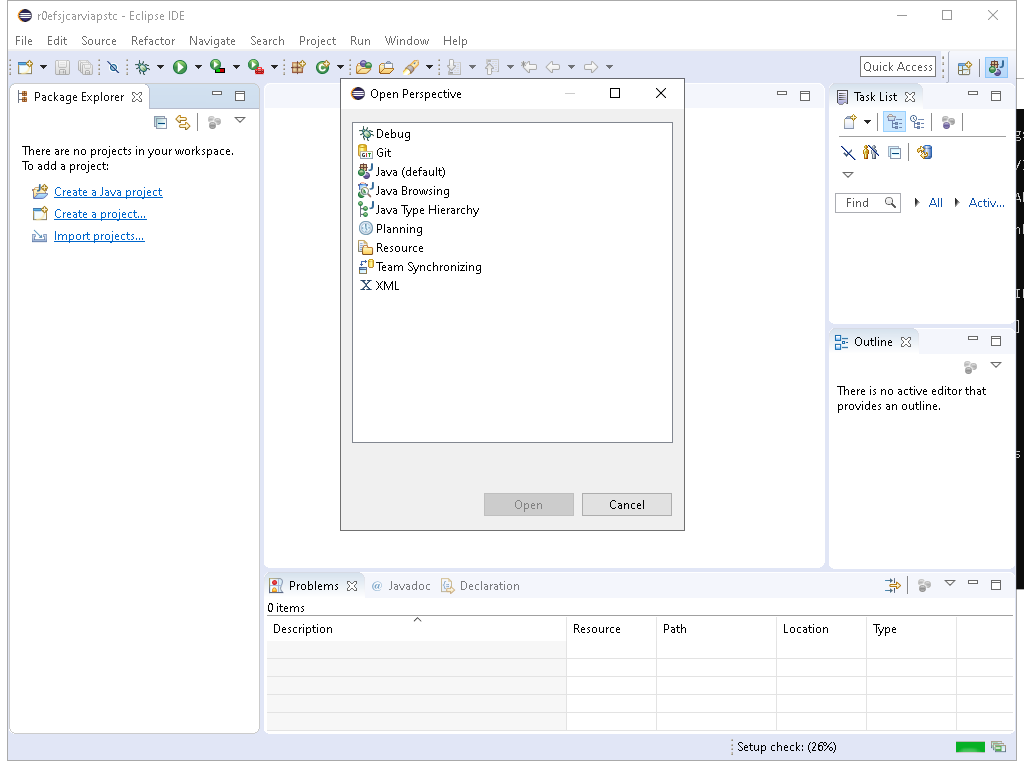 r0efsjcarviapstc - Eclipse IDE
File Edit Source Refactor Navigate Search Project Run Window Help
Quick Access
Package Explorer
There are no projects in your workspace.
To add a project:
Create a Java project
Create a project...
Import projects...
Open Perspective
Debug
Git
Java (default)
Java Browsing
Java Type Hierarchy
Planning
Resource
Team Synchronizing
XML
Open Cancel
Task List
Find All Activ...
Outline
There is no active editor that
provides an outline.
Problems @ Javadoc Declaration
0 items
Description Resource Path Location Type
Setup check: (26%)